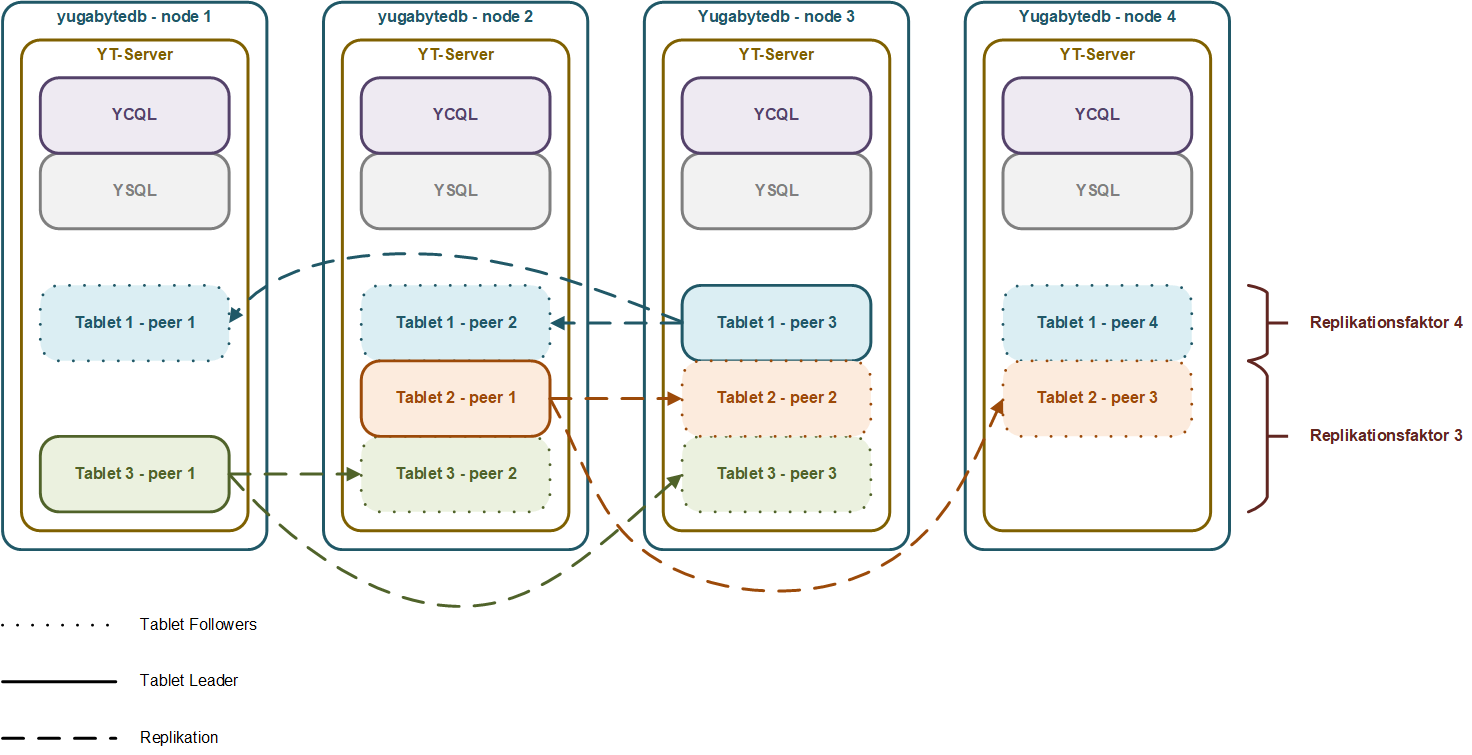 yugabytedb - node 1
yugabytedb - node 2
Yugabytedb - node 3
Yugabytedb - node 4
YT-Server
YT-Server
YT-Server
YT-Server
YCQL
YCQL
YCQL
YCQL
YSQL
YSQL
YSQL
YSQL
Tablet 1 - peer 1
Tablet 1 - peer 2
Tablet 1 - peer 3
Tablet 1 - peer 4
Replikationsfaktor 4
Tablet 2 - peer 1
Tablet 2 - peer 2
Tablet 2 - peer 3
Replikationsfaktor 3
Tablet 3 - peer 1
Tablet 3 - peer 2
Tablet 3 - peer 3
Tablet Followers
Tablet Leader
Replikation